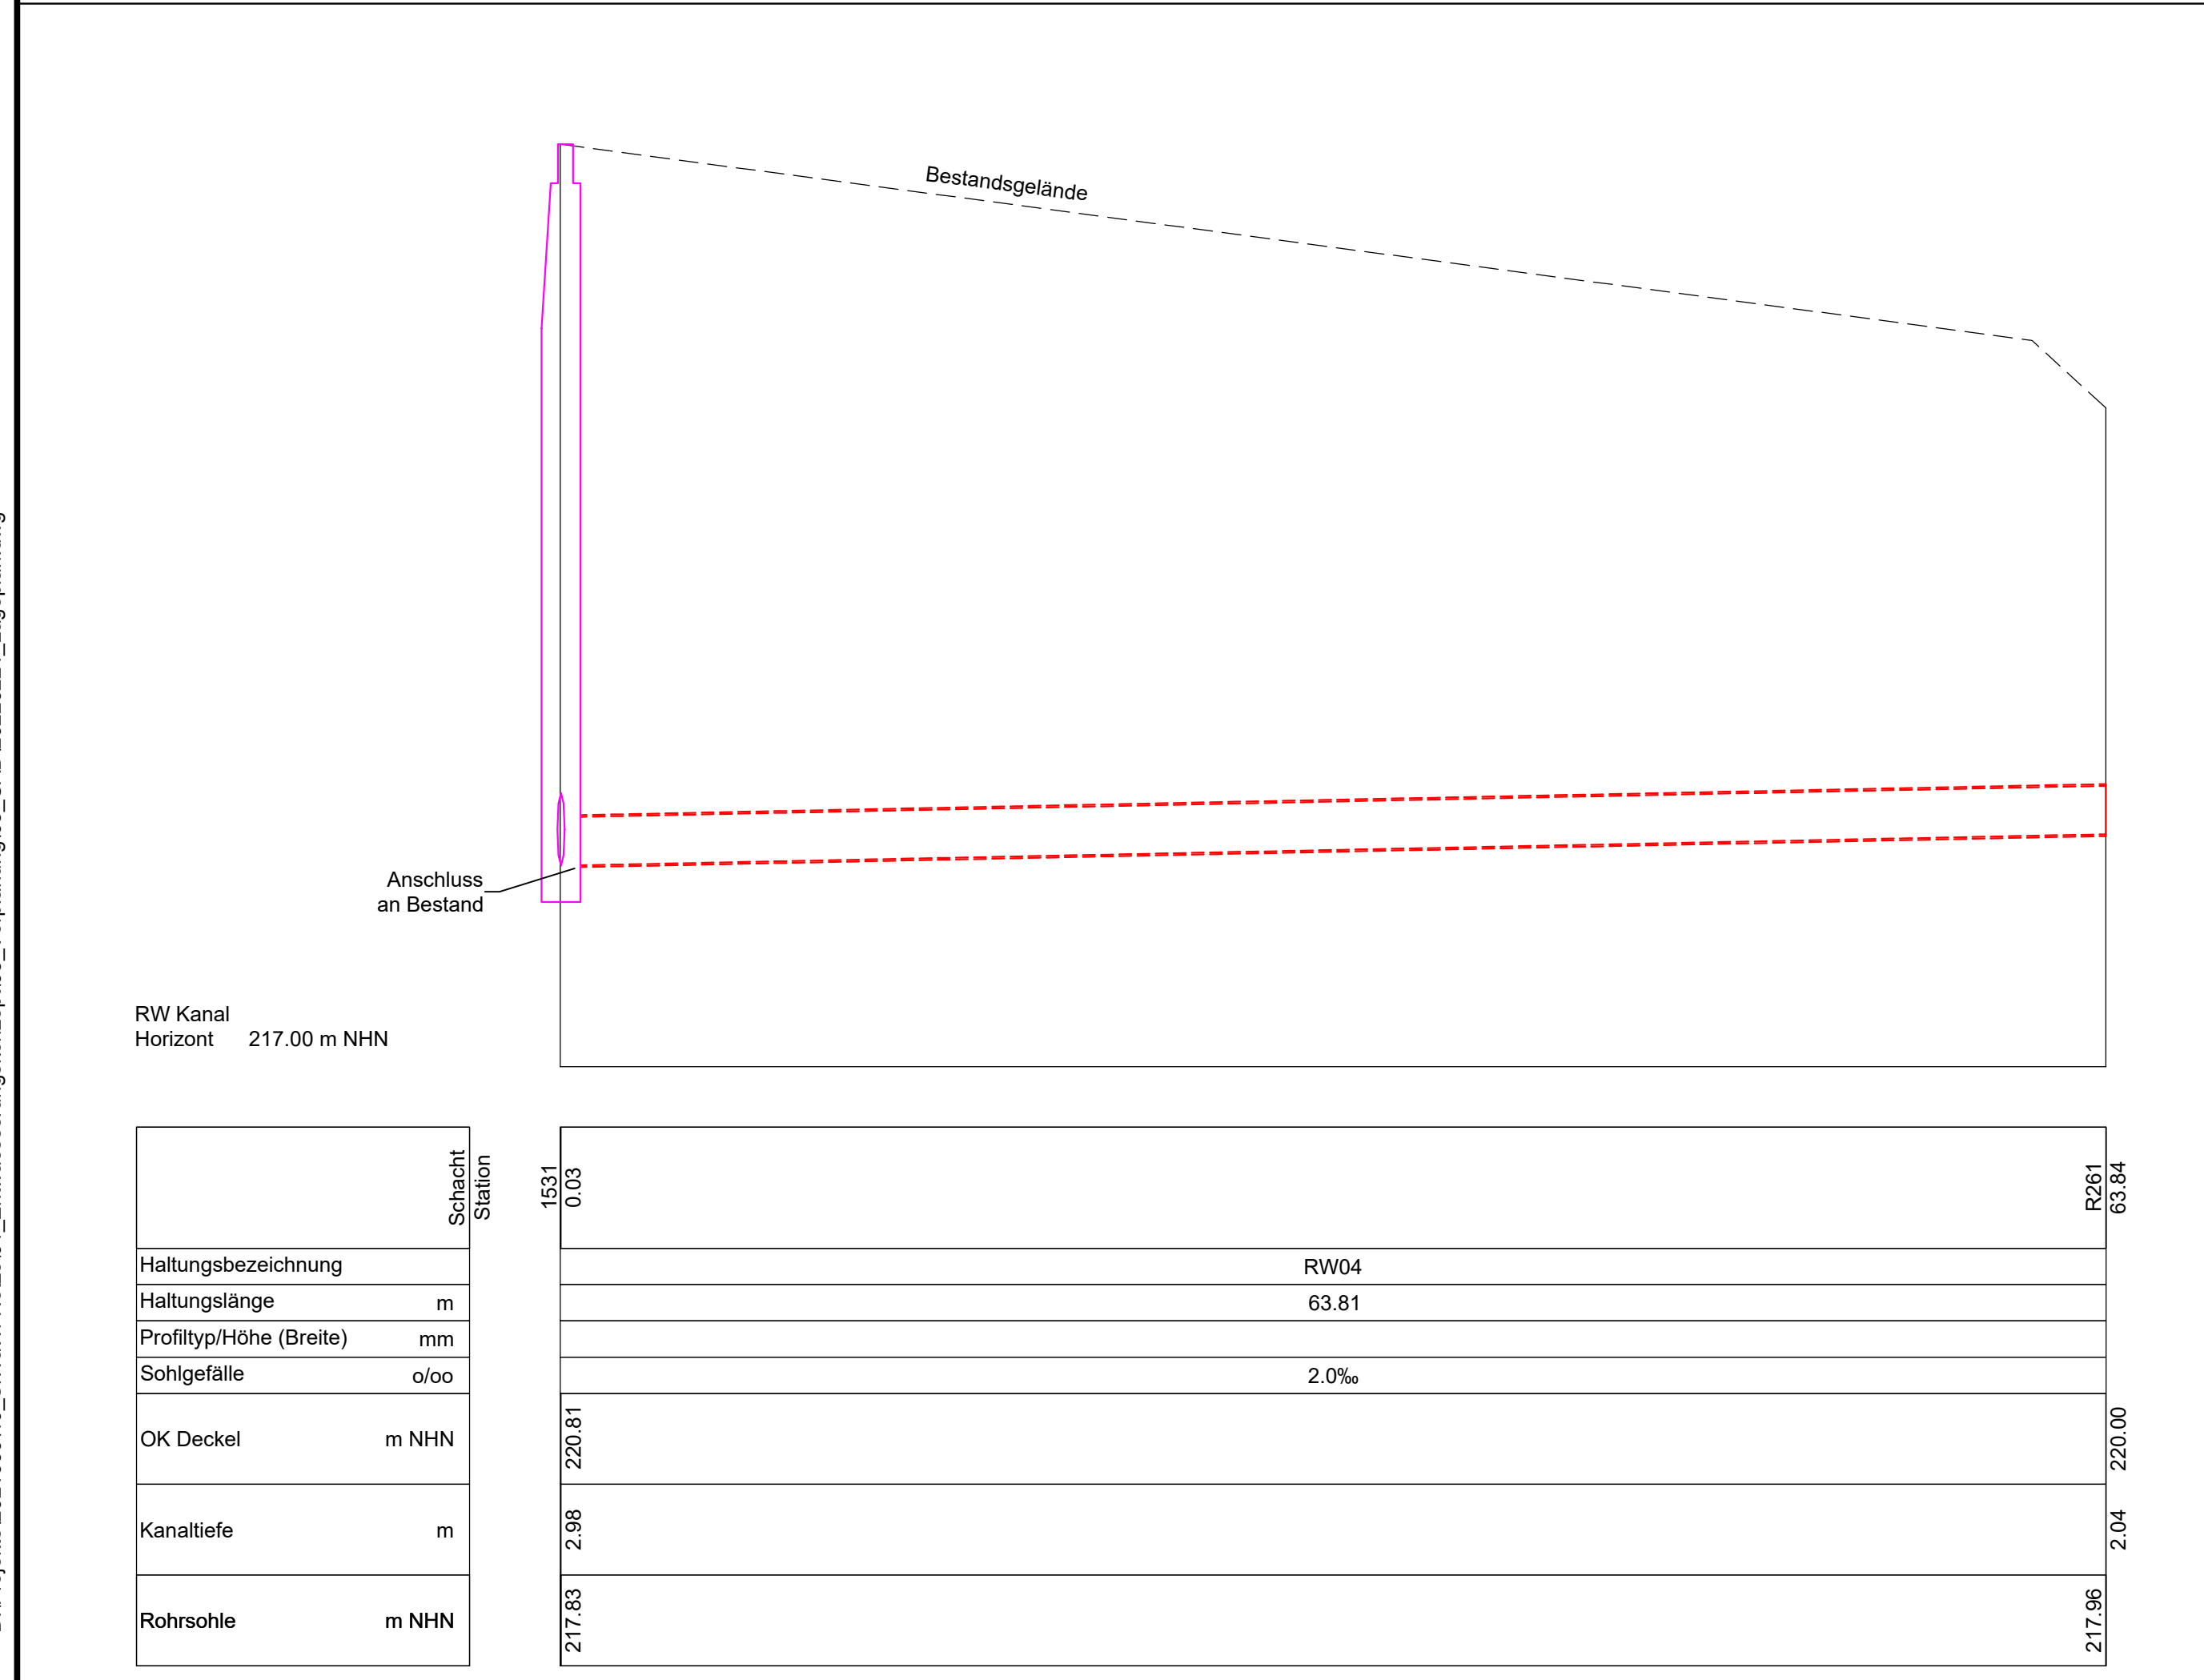 Bestandsgelände
Anschluss
an Bestand
RW Kanal
Horizont 217.00 m NHN
Schacht
Station
1531
0.03
R261
63.84
Haltungsbezeichnung RW04
Haltungslänge m 63.81
Profiltyp/Höhe (Breite) mm
Sohlgefälle o/oo 2.0‰
OK Deckel m NHN 220.81 220.00
Kanaltiefe m 2.98 2.04
Rohrsohle m NHN 217.83 217.96